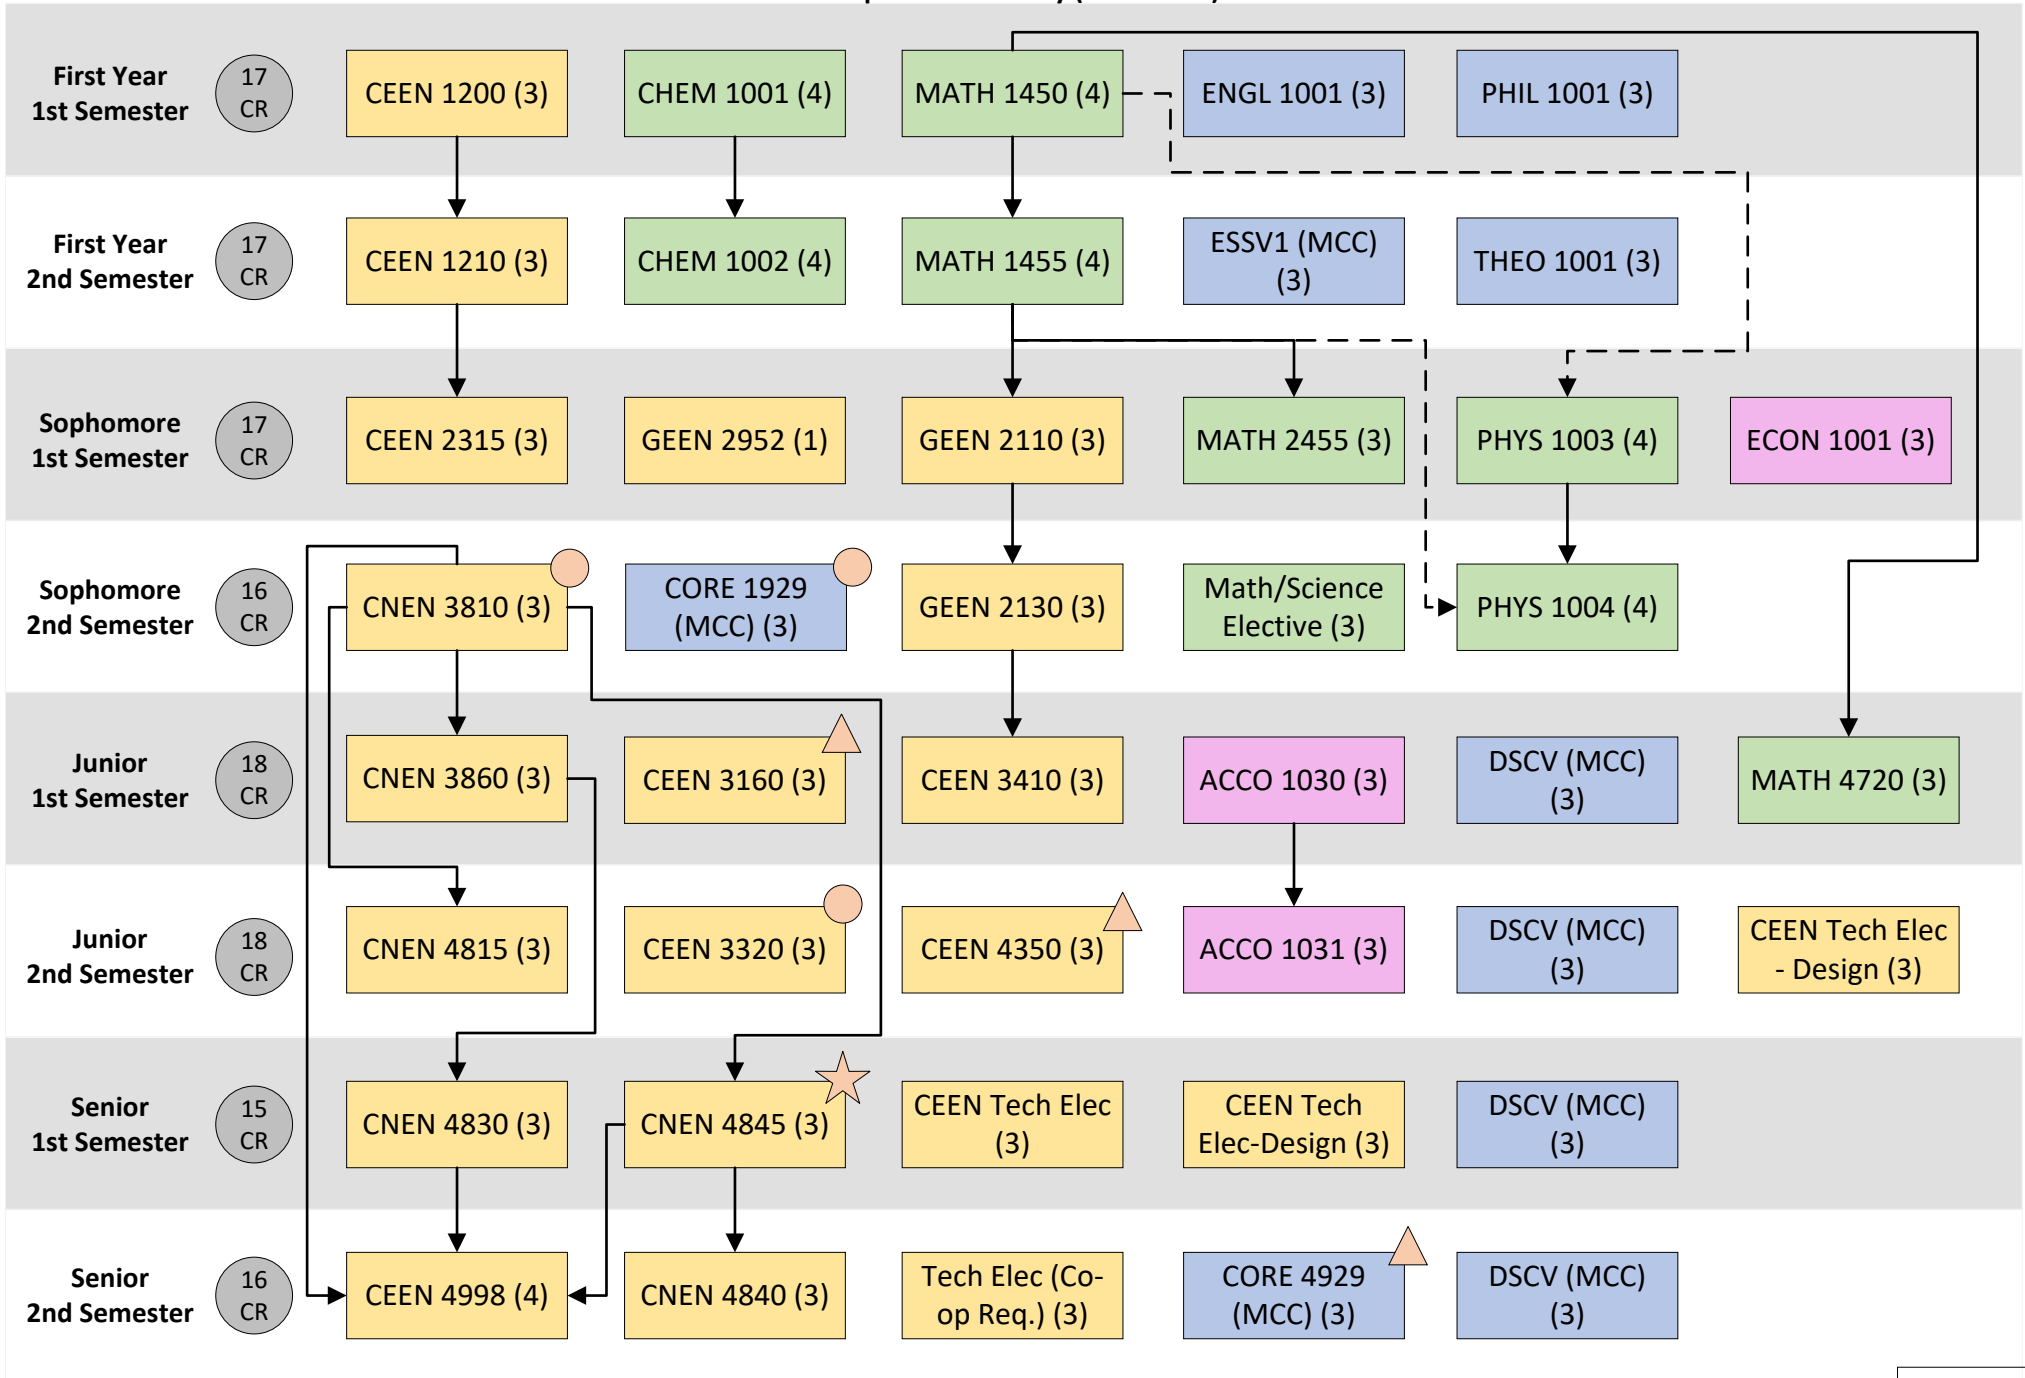 First Year
1st Semester
17
CR
CEEN 1200 (3)
CHEM 1001 (4)
MATH 1450 (4)
ENGL 1001 (3)
PHIL 1001 (3)
First Year
2nd Semester
17
CR
CEEN 1210 (3)
CHEM 1002 (4)
MATH 1455 (4)
ESSV1 (MCC)
(3)
THEO 1001 (3)
Sophomore
1st Semester
17
CR
CEEN 2315 (3)
GEEN 2952 (1)
GEEN 2110 (3)
MATH 2455 (3)
PHYS 1003 (4)
ECON 1001 (3)
Sophomore
2nd Semester
16
CR
CNEN 3810 (3)
CORE 1929
(MCC) (3)
GEEN 2130 (3)
Math/Science
Elective (3)
PHYS 1004 (4)
Junior
1st Semester
18
CR
CNEN 3860 (3)
CEEN 3160 (3)
CEEN 3410 (3)
ACCO 1030 (3)
DSCV (MCC)
(3)
MATH 4720 (3)
Junior
2nd Semester
18
CR
CNEN 4815 (3)
CEEN 3320 (3)
CEEN 4350 (3)
ACCO 1031 (3)
DSCV (MCC)
(3)
CEEN Tech Elec
- Design (3)
Senior
1st Semester
15
CR
CNEN 4830 (3)
CNEN 4845 (3)
CEEN Tech Elec
(3)
CEEN Tech
Elec-Design (3)
DSCV (MCC)
(3)
Senior
2nd Semester
16
CR
CEEN 4998 (4)
CNEN 4840 (3)
Tech Elec (Co-
op Req.) (3)
CORE 4929
(MCC) (3)
DSCV (MCC)
(3)